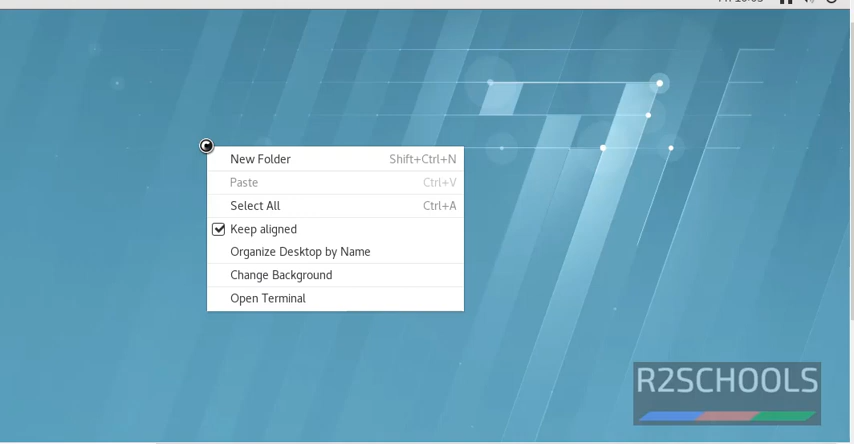 New Folder Shift+Ctrl+N
Paste Ctrl+V
Select All Ctrl+A
Keep aligned
Organize Desktop by Name
Change Background
Open Terminal
R2SCHOOLS